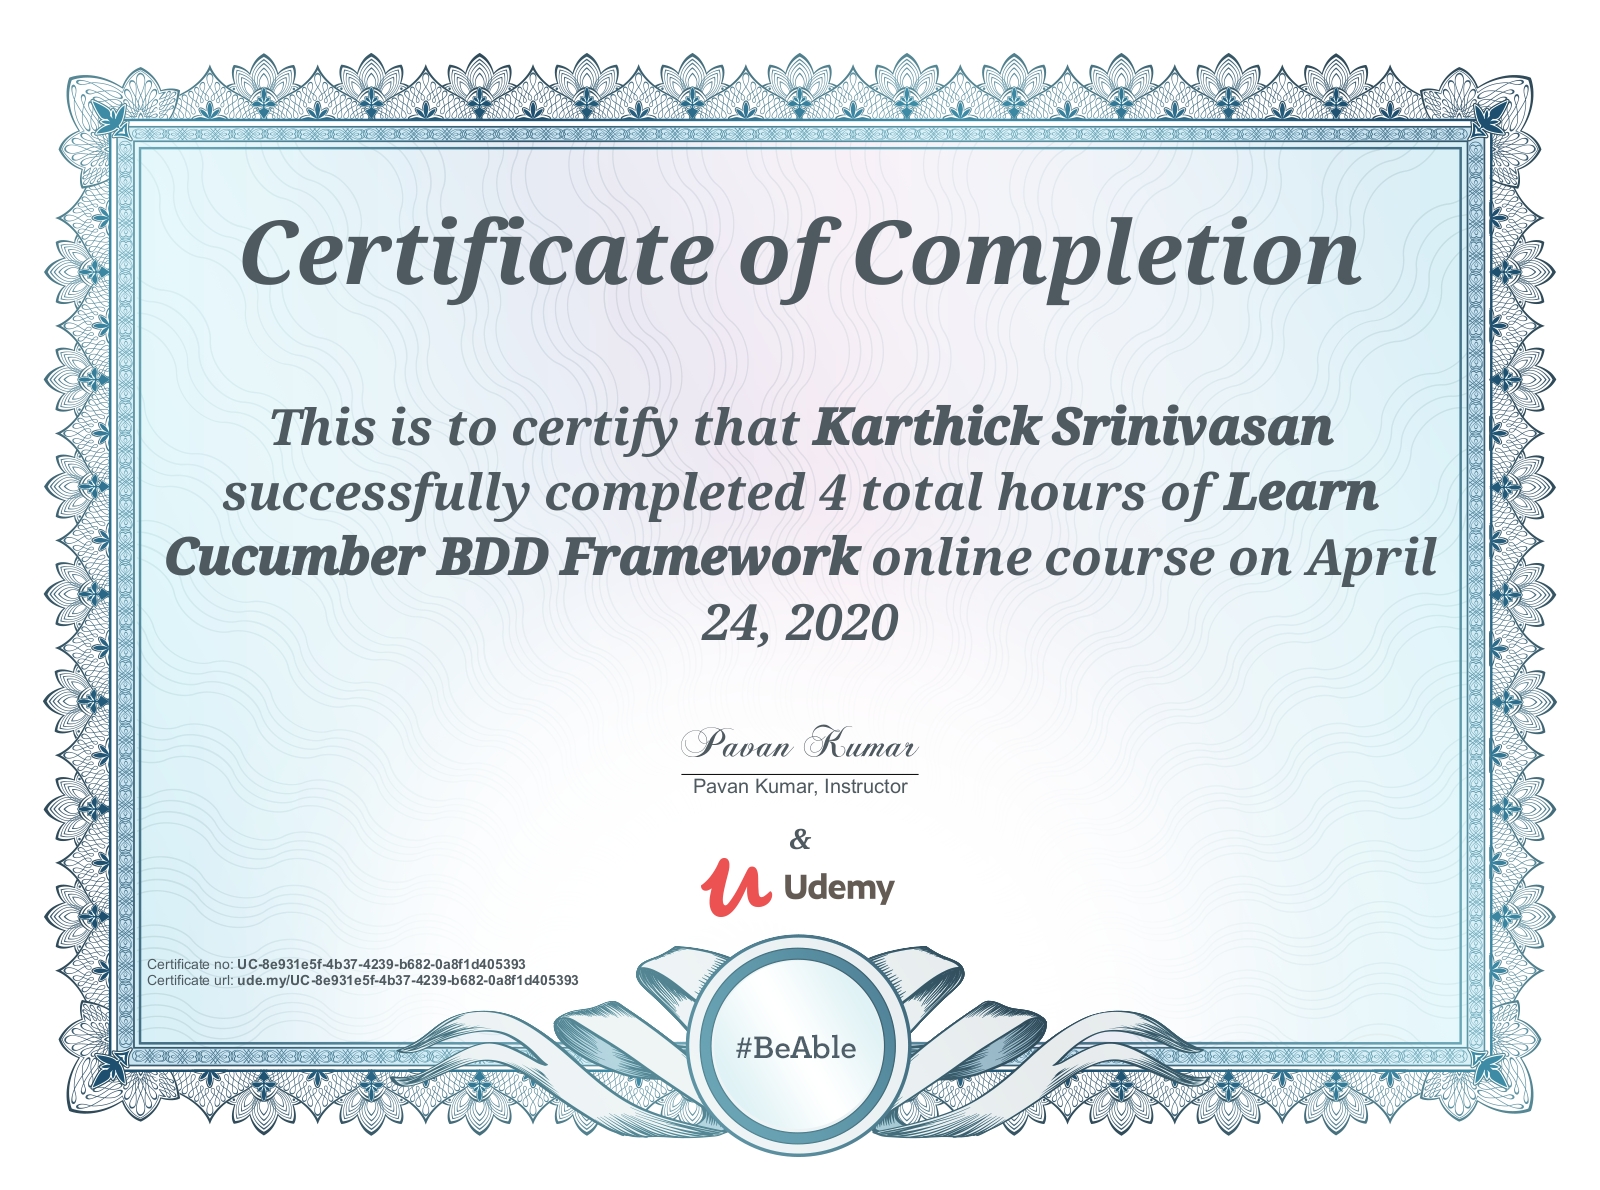 Certificate of Completion
This is to certify that Karthick Srinivasan
successfully completed 4 total hours of Learn
Cucumber BDD Framework online course on April
24, 2020
Pavan Kumar
Pavan Kumar, Instructor
&
Udemy
Certificate no: UC-8e931e5f-4b37-4239-b682-0a8f1d405393
Certificate url: ude.my/UC-8e931e5f-4b37-4239-b682-0a8f1d405393
#BeAble